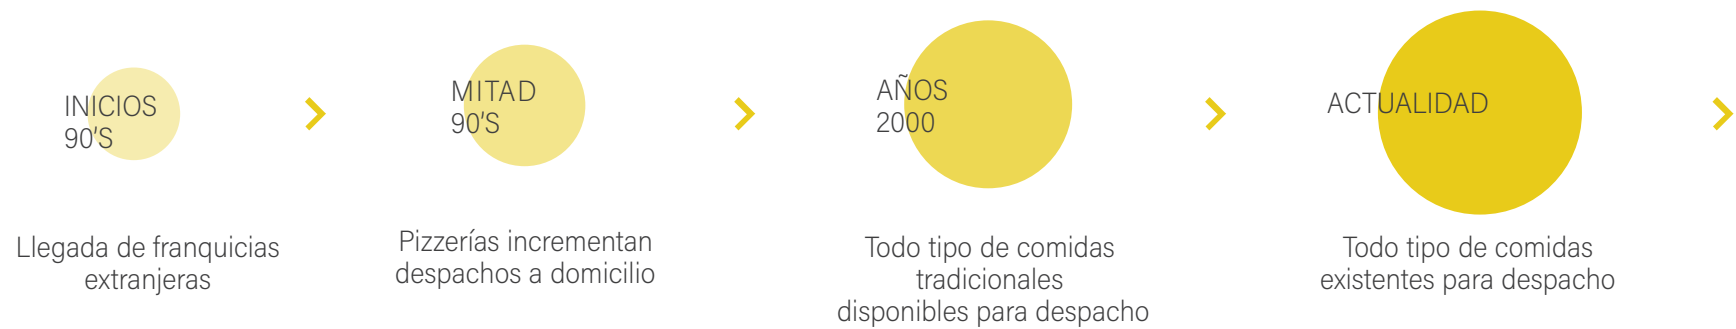 INICIOS
90'S
Llegada de franquicias
extranjeras
MITAD
90'S
Pizzerías incrementan
despachos a domicilio
AÑOS
2000
Todo tipo de comidas
tradicionales
disponibles para despacho
ACTUALIDAD
Todo tipo de comidas
existentes para despacho